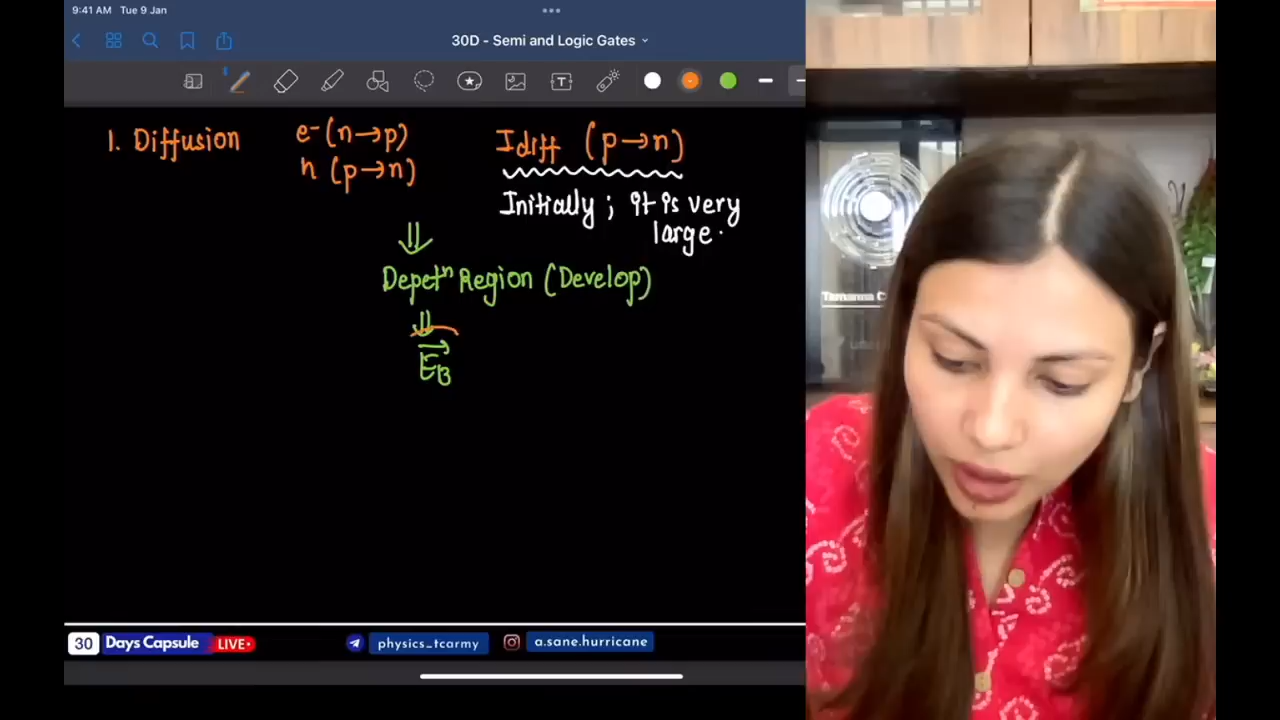 9:41 AM Tue 9 Jan
30D - Semi and Logic Gates
T
1. Diffusion
e- (n→p)
h (p→n)
Idiff (p→n)
Initially ; it is very
large.
⇓
Depetⁿ Region (Develop)
⇓
E⃗B
Tamanna C
30 Days Capsule LIVE
physics_tcarmy
a.sane.hurricane